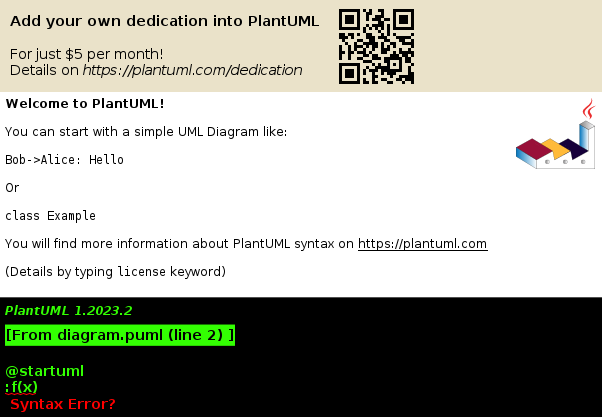 Add your own dedication into PlantUML
For just $5 per month!
Details on https://plantuml.com/dedication
Welcome to PlantUML!
You can start with a simple UML Diagram like:
Bob->Alice: Hello
Or
class Example
You will find more information about PlantUML syntax on https://plantuml.com
(Details by typing license keyword)
PlantUML 1.2023.2
[From diagram.puml (line 2) ]
@startuml
:f(x)
Syntax Error?